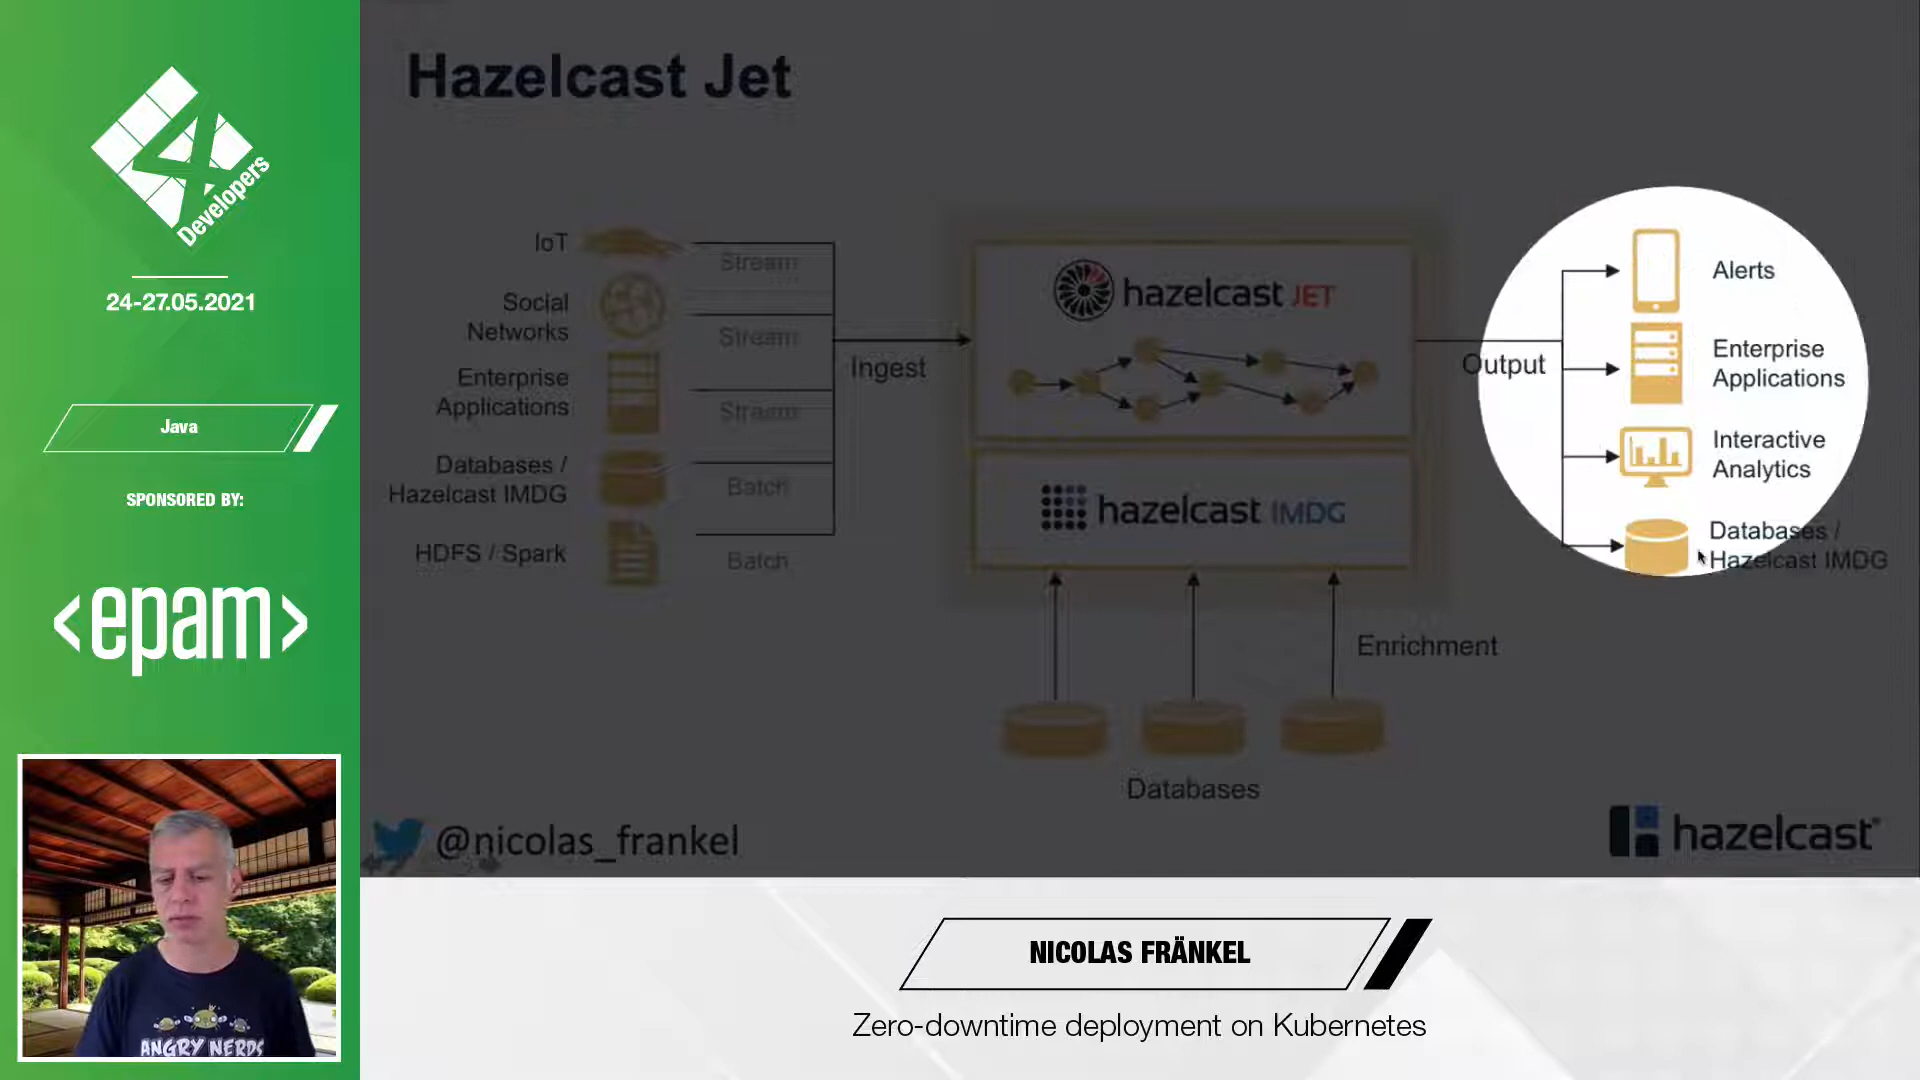 4
Developers
24-27.05.2021
Java
SPONSORED BY:
<epam>
ANGRY NERDS
Hazelcast Jet
IoT
Stream
Social
Networks
Stream
Enterprise
Applications
Stream
Databases /
Hazelcast IMDG
Batch
HDFS / Spark
Batch
Ingest
hazelcast JET
hazelcast IMDG
Enrichment
Databases
Output
Alerts
Enterprise
Applications
Interactive
Analytics
Databases /
Hazelcast IMDG
@nicolas_frankel
hazelcast
NICOLAS FRÄNKEL
Zero-downtime deployment on Kubernetes